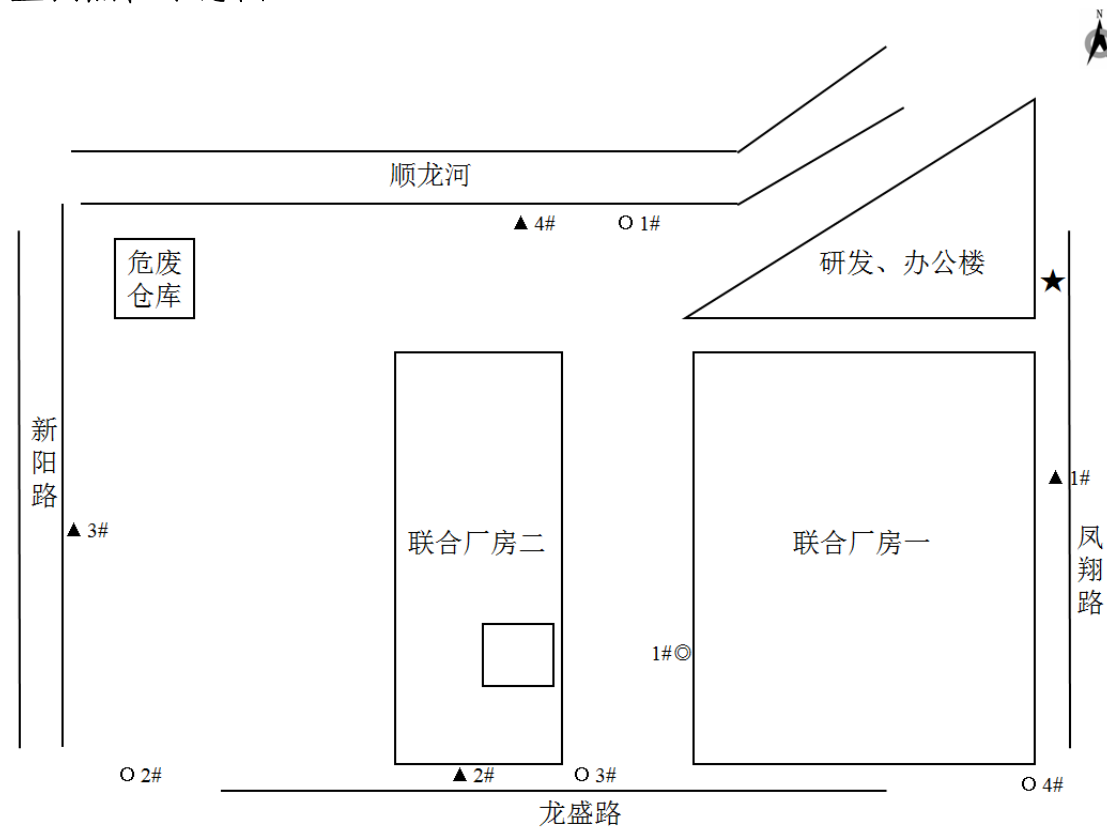 N
顺龙河
▲ 4#
○ 1#
危废
仓库
研发、办公楼
★
新
阳
路
▲ 3#
联合厂房二
联合厂房一
▲ 1#
凤
翔
路
1#◎
○ 2#
▲ 2#
○ 3#
○ 4#
龙盛路